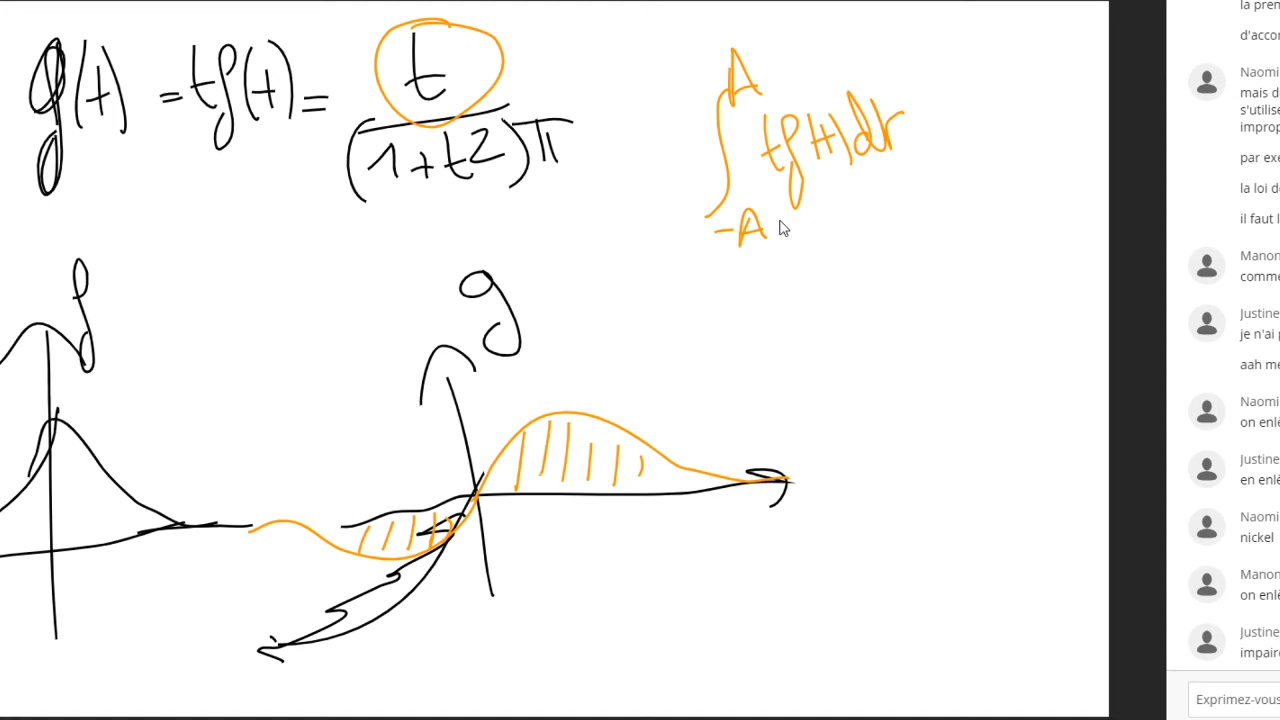 g(t) = tf(t) = t / (1+t2)π
∫ A -A tf(t)dt
f
g
la pren
d'accor
Naomi
mais d
s'utilise
improp
par exe
la loi d
il faut l
Manon
comme
Justine
je n'ai p
aah me
Naomi
on enlè
Justine
en enlè
Naomi
nickel
Manon
on enlè
Justine
impair
Exprimez-vous